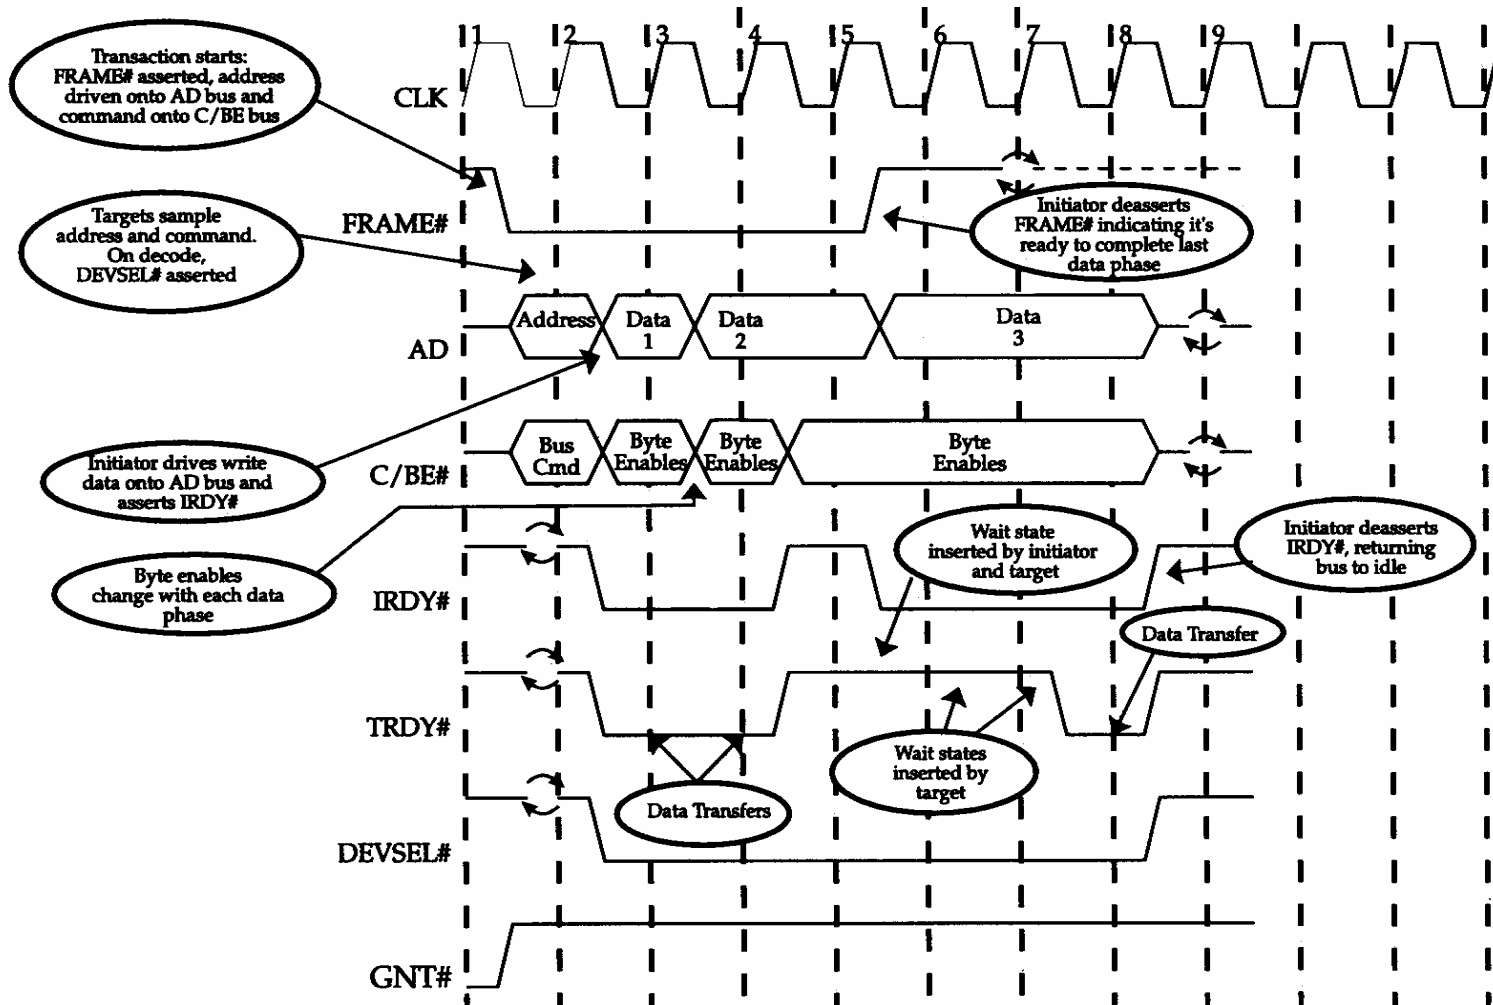 1 2 3 4 5 6 7 8 9
Transaction starts:
FRAME# asserted, address
driven onto AD bus and
command onto C/BE bus
CLK
Targets sample
address and command.
On decode,
DEVSEL# asserted
FRAME#
Initiator deasserts
FRAME# indicating it's
ready to complete last
data phase
AD
Address
Data
1
Data
2
Data
3
Initiator drives write
data onto AD bus and
asserts IRDY#
C/BE#
Bus
Cmd
Byte
Enables
Byte
Enables
Byte
Enables
Byte enables
change with each data
phase
IRDY#
Wait state
inserted by initiator
and target
Initiator deasserts
IRDY#, returning
bus to idle
Data Transfer
TRDY#
Wait states
inserted by
target
Data Transfers
DEVSEL#
GNT#